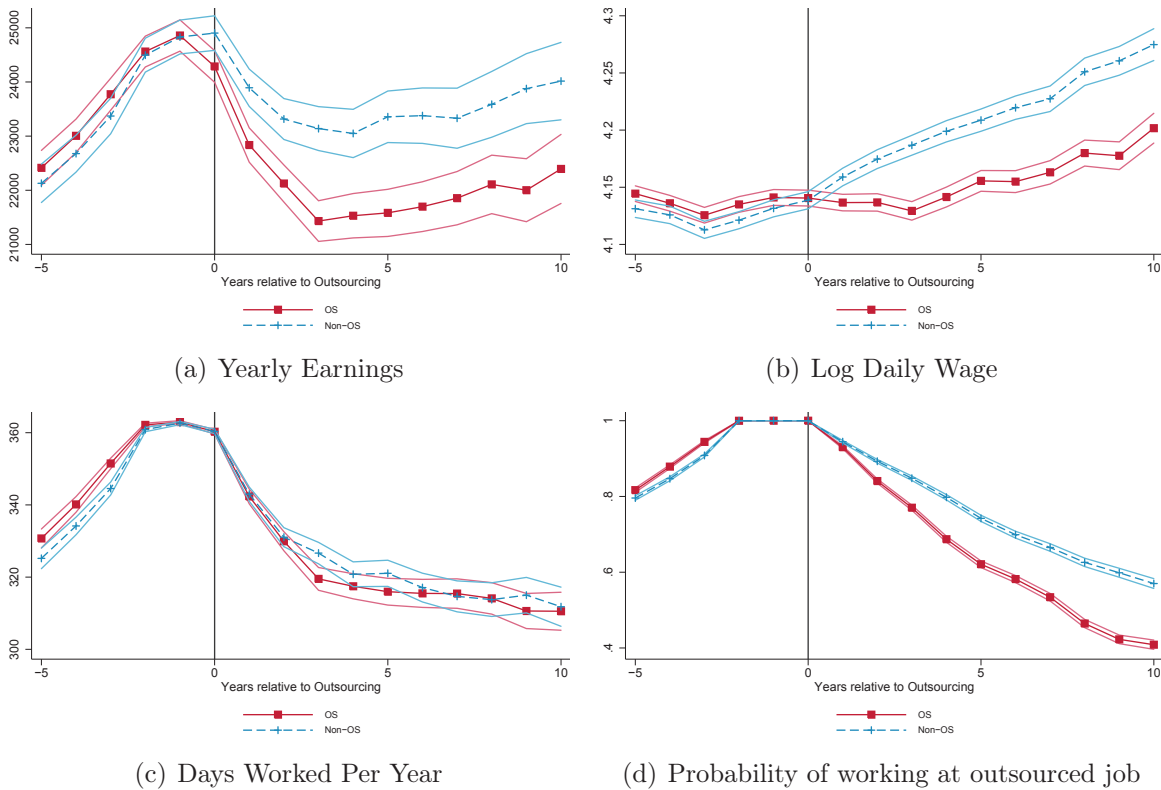 25000
24000
23000
22000
21000
−5
0
5
10
Years relative to Outsourcing
OS
Non−OS
(a) Yearly Earnings
4.3
4.25
4.2
4.15
4.1
−5
0
5
10
Years relative to Outsourcing
OS
Non−OS
(b) Log Daily Wage
360
340
320
300
−5
0
5
10
Years relative to Outsourcing
OS
Non−OS
(c) Days Worked Per Year
1
.8
.6
.4
−5
0
5
10
Years relative to Outsourcing
OS
Non−OS
(d) Probability of working at outsourced job